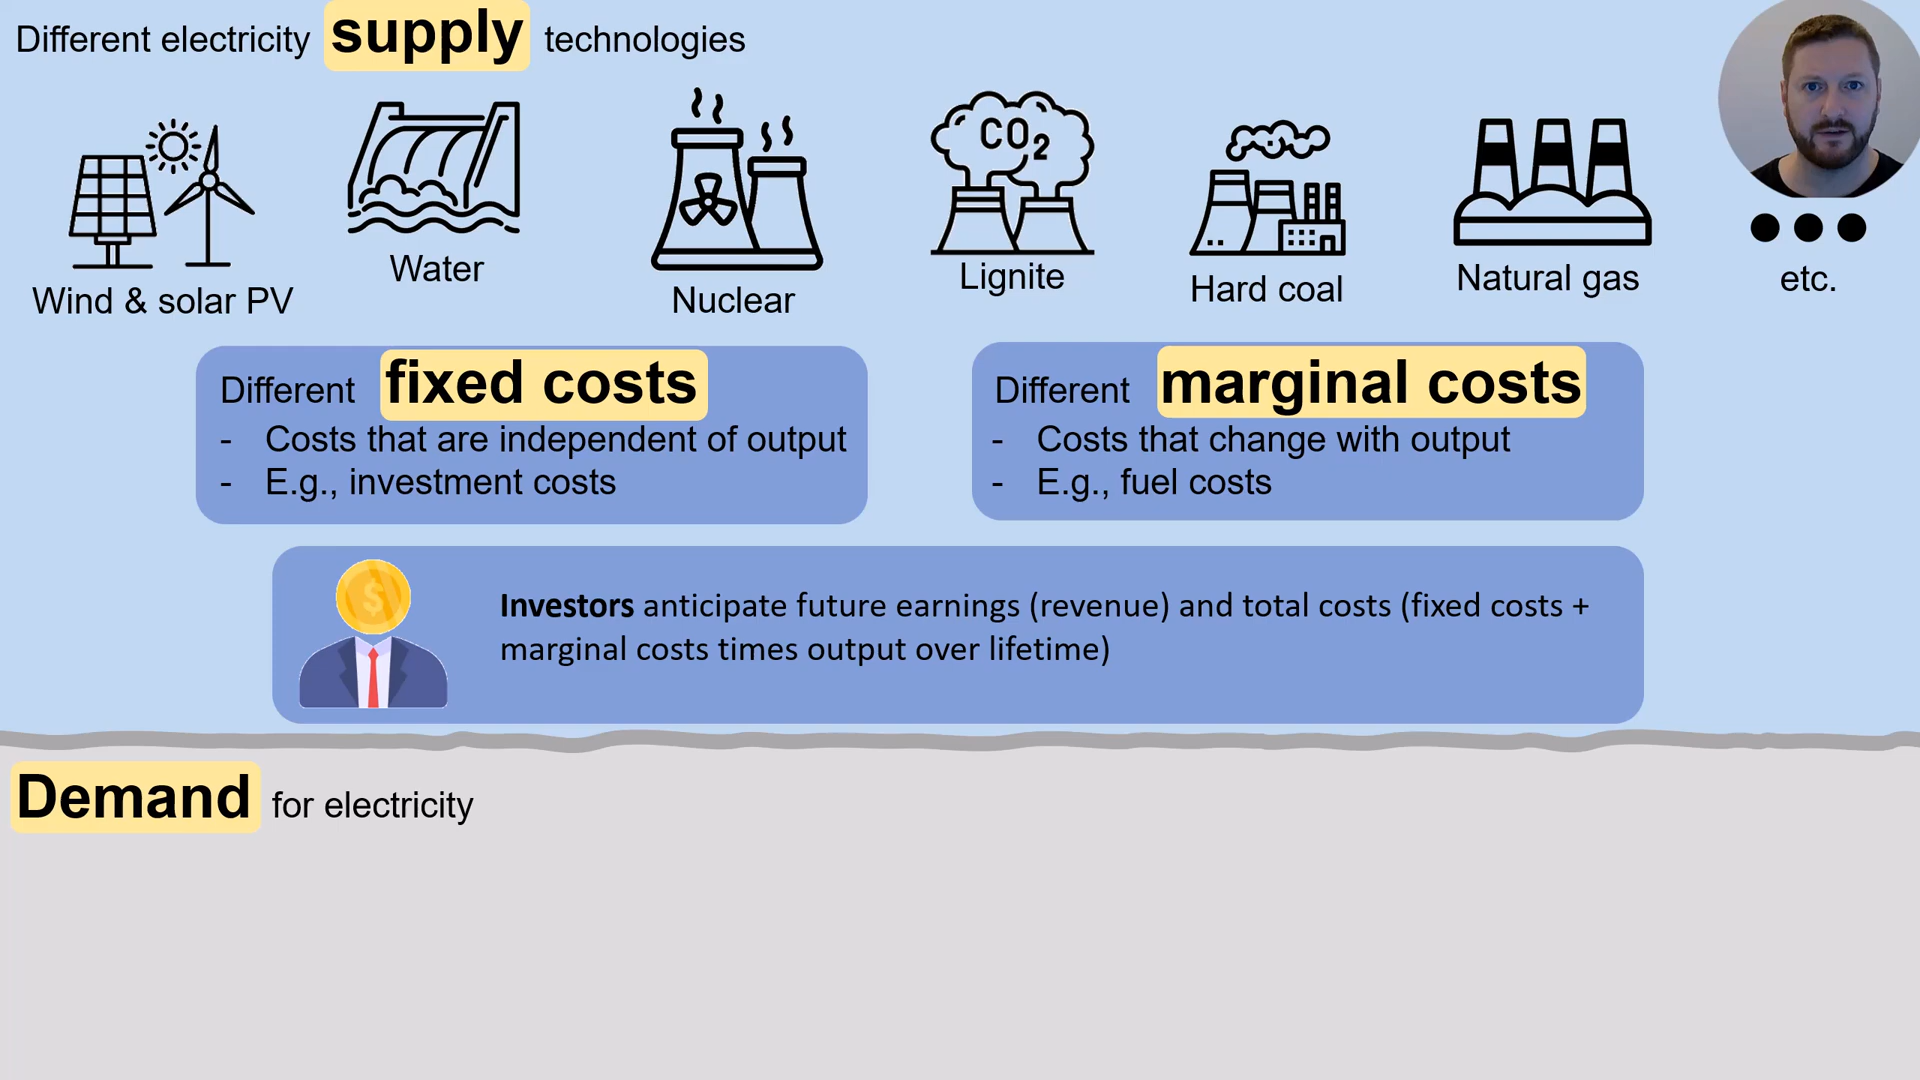 Different electricity supply technologies
CO2
Wind & solar PV
Water
Nuclear
Lignite
Hard coal
Natural gas
etc.
Different fixed costs
- Costs that are independent of output
- E.g., investment costs
Different marginal costs
- Costs that change with output
- E.g., fuel costs
$
Investors anticipate future earnings (revenue) and total costs (fixed costs +
marginal costs times output over lifetime)
Demand for electricity